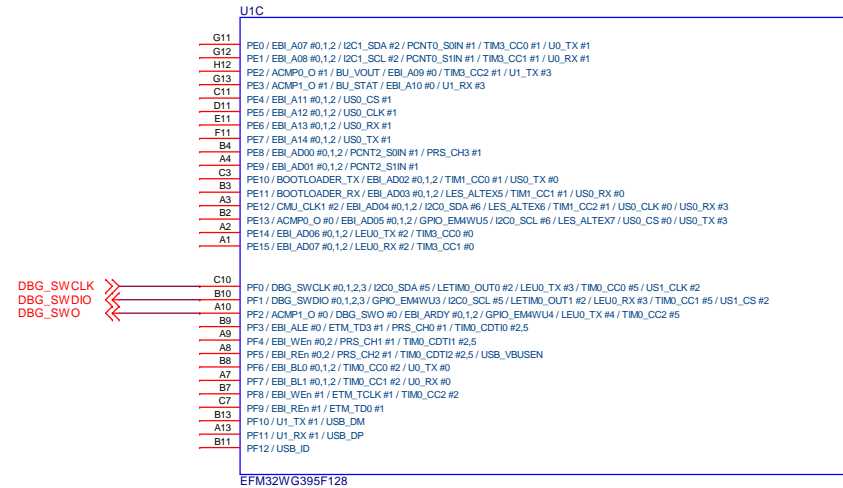 U1C
G11 PE0 / EBI_A07 #0,1,2 / I2C1_SDA #2 / PCNT0_S0IN #1 / TIM3_CC0 #1 / U0_TX #1
G12 PE1 / EBI_A08 #0,1,2 / I2C1_SCL #2 / PCNT0_S1IN #1 / TIM3_CC1 #1 / U0_RX #1
H12 PE2 / ACMP0_O #1 / BU_VOUT / EBI_A09 #0 / TIM3_CC2 #1 / U1_TX #3
G13 PE3 / ACMP1_O #1 / BU_STAT / EBI_A10 #0 / U1_RX #3
C11 PE4 / EBI_A11 #0,1,2 / US0_CS #1
D11 PE5 / EBI_A12 #0,1,2 / US0_CLK #1
E11 PE6 / EBI_A13 #0,1,2 / US0_RX #1
F11 PE7 / EBI_A14 #0,1,2 / US0_TX #1
B4 PE8 / EBI_AD00 #0,1,2 / PCNT2_S0IN #1 / PRS_CH3 #1
A4 PE9 / EBI_AD01 #0,1,2 / PCNT2_S1IN #1
C3 PE10 / BOOTLOADER_TX / EBI_AD02 #0,1,2 / TIM1_CC0 #1 / US0_TX #0
B3 PE11 / BOOTLOADER_RX / EBI_AD03 #0,1,2 / LES_ALTEX5 / TIM1_CC1 #1 / US0_RX #0
A3 PE12 / CMU_CLK1 #2 / EBI_AD04 #0,1,2 / I2C0_SDA #6 / LES_ALTEX6 / TIM1_CC2 #1 / US0_CLK #0 / US0_RX #3
B2 PE13 / ACMP0_O #0 / EBI_AD05 #0,1,2 / GPIO_EM4WU5 / I2C0_SCL #6 / LES_ALTEX7 / US0_CS #0 / US0_TX #3
A2 PE14 / EBI_AD06 #0,1,2 / LEU0_TX #2 / TIM3_CC0 #0
A1 PE15 / EBI_AD07 #0,1,2 / LEU0_RX #2 / TIM3_CC1 #0
DBG_SWCLK C10 PF0 / DBG_SWCLK #0,1,2,3 / I2C0_SDA #5 / LETIM0_OUT0 #2 / LEU0_TX #3 / TIM0_CC0 #5 / US1_CLK #2
DBG_SWDIO B10 PF1 / DBG_SWDIO #0,1,2,3 / GPIO_EM4WU3 / I2C0_SCL #5 / LETIM0_OUT1 #2 / LEU0_RX #3 / TIM0_CC1 #5 / US1_CS #2
DBG_SWO A10 PF2 / ACMP1_O #0 / DBG_SWO #0 / EBI_ARDY #0,1,2 / GPIO_EM4WU4 / LEU0_TX #4 / TIM0_CC2 #5
B9 PF3 / EBI_ALE #0 / ETM_TD3 #1 / PRS_CH0 #1 / TIM0_CDTI0 #2,5
A9 PF4 / EBI_WEn #0,2 / PRS_CH1 #1 / TIM0_CDTI1 #2,5
A8 PF5 / EBI_REn #0,2 / PRS_CH2 #1 / TIM0_CDTI2 #2,5 / USB_VBUSEN
B8 PF6 / EBI_BL0 #0,1,2 / TIM0_CC0 #2 / U0_TX #0
A7 PF7 / EBI_BL1 #0,1,2 / TIM0_CC1 #2 / U0_RX #0
B7 PF8 / EBI_WEn #1 / ETM_TCLK #1 / TIM0_CC2 #2
C7 PF9 / EBI_REn #1 / ETM_TD0 #1
B13 PF10 / U1_TX #1 / USB_DM
A13 PF11 / U1_RX #1 / USB_DP
B11 PF12 / USB_ID
EFM32WG395F128